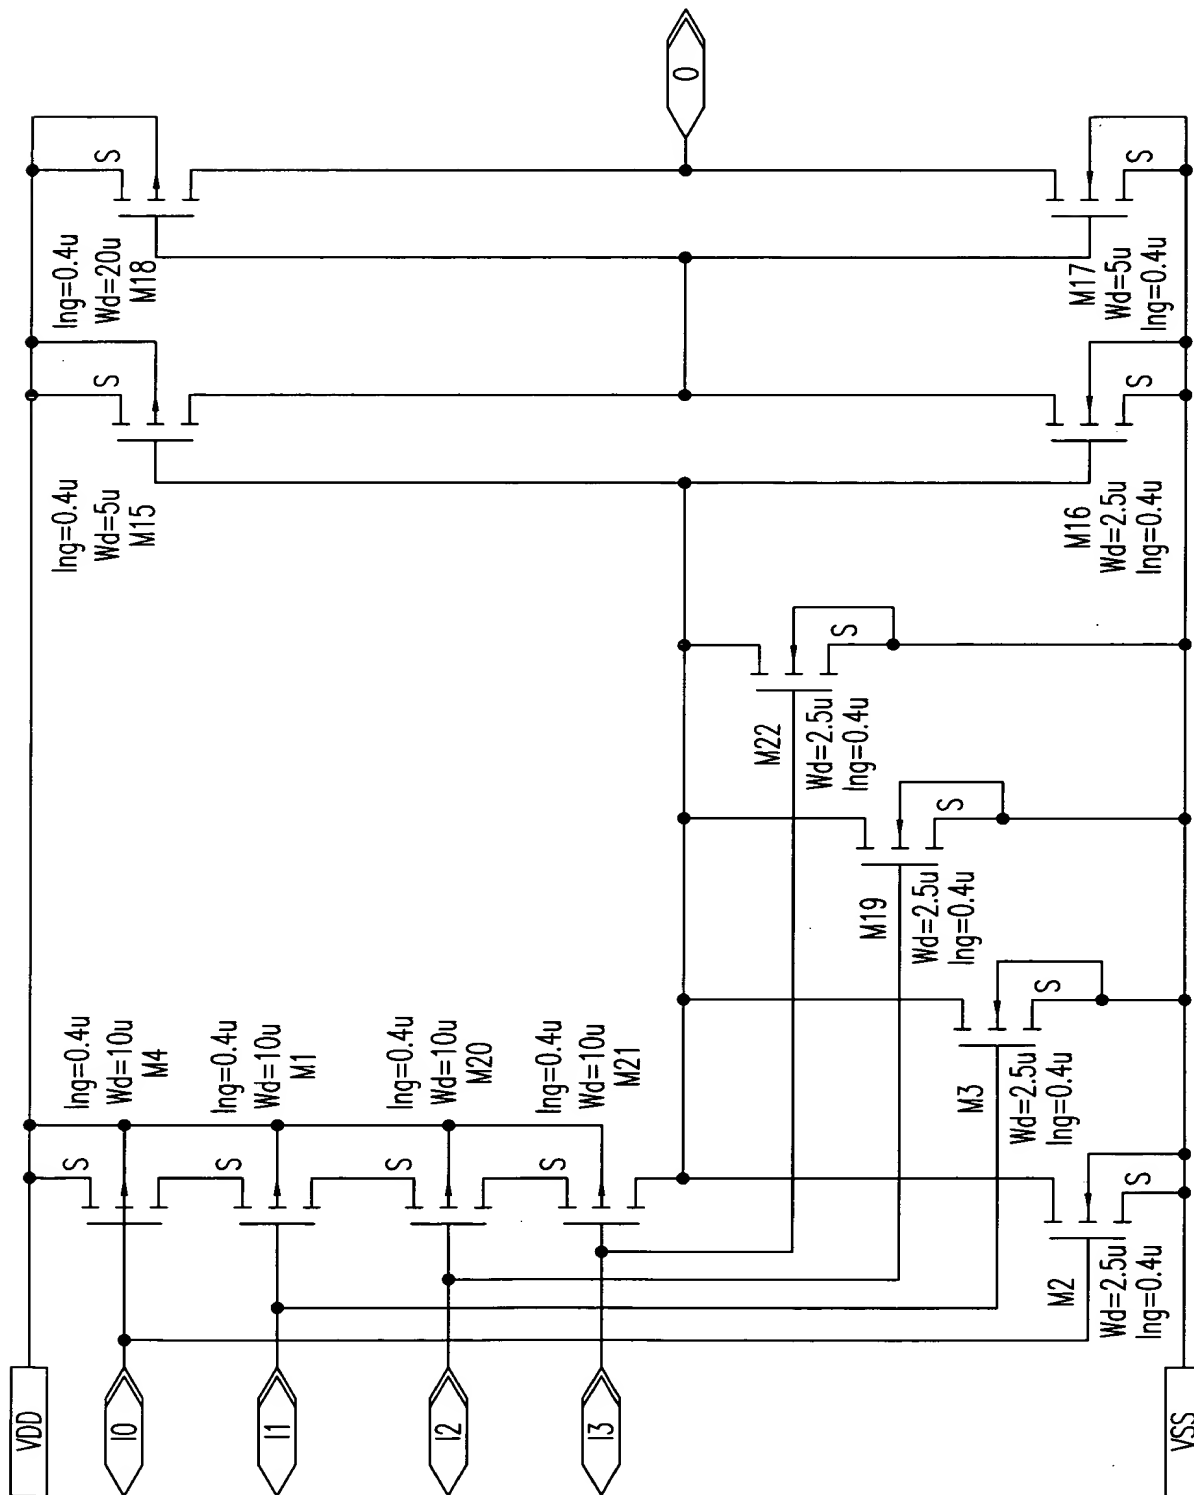 VDD
I0
I1
I2
I3
VSS
S
lng=0.4u
Wd=10u
M4
S
lng=0.4u
Wd=10u
M1
S
lng=0.4u
Wd=10u
M20
S
lng=0.4u
Wd=10u
M21
M2
Wd=2.5u
lng=0.4u
S
M3
Wd=2.5u
lng=0.4u
S
M19
Wd=2.5u
lng=0.4u
S
M22
Wd=2.5u
lng=0.4u
S
lng=0.4u
Wd=5u
M15
S
M16
Wd=2.5u
lng=0.4u
S
lng=0.4u
Wd=20u
M18
S
M17
Wd=5u
lng=0.4u
S
O